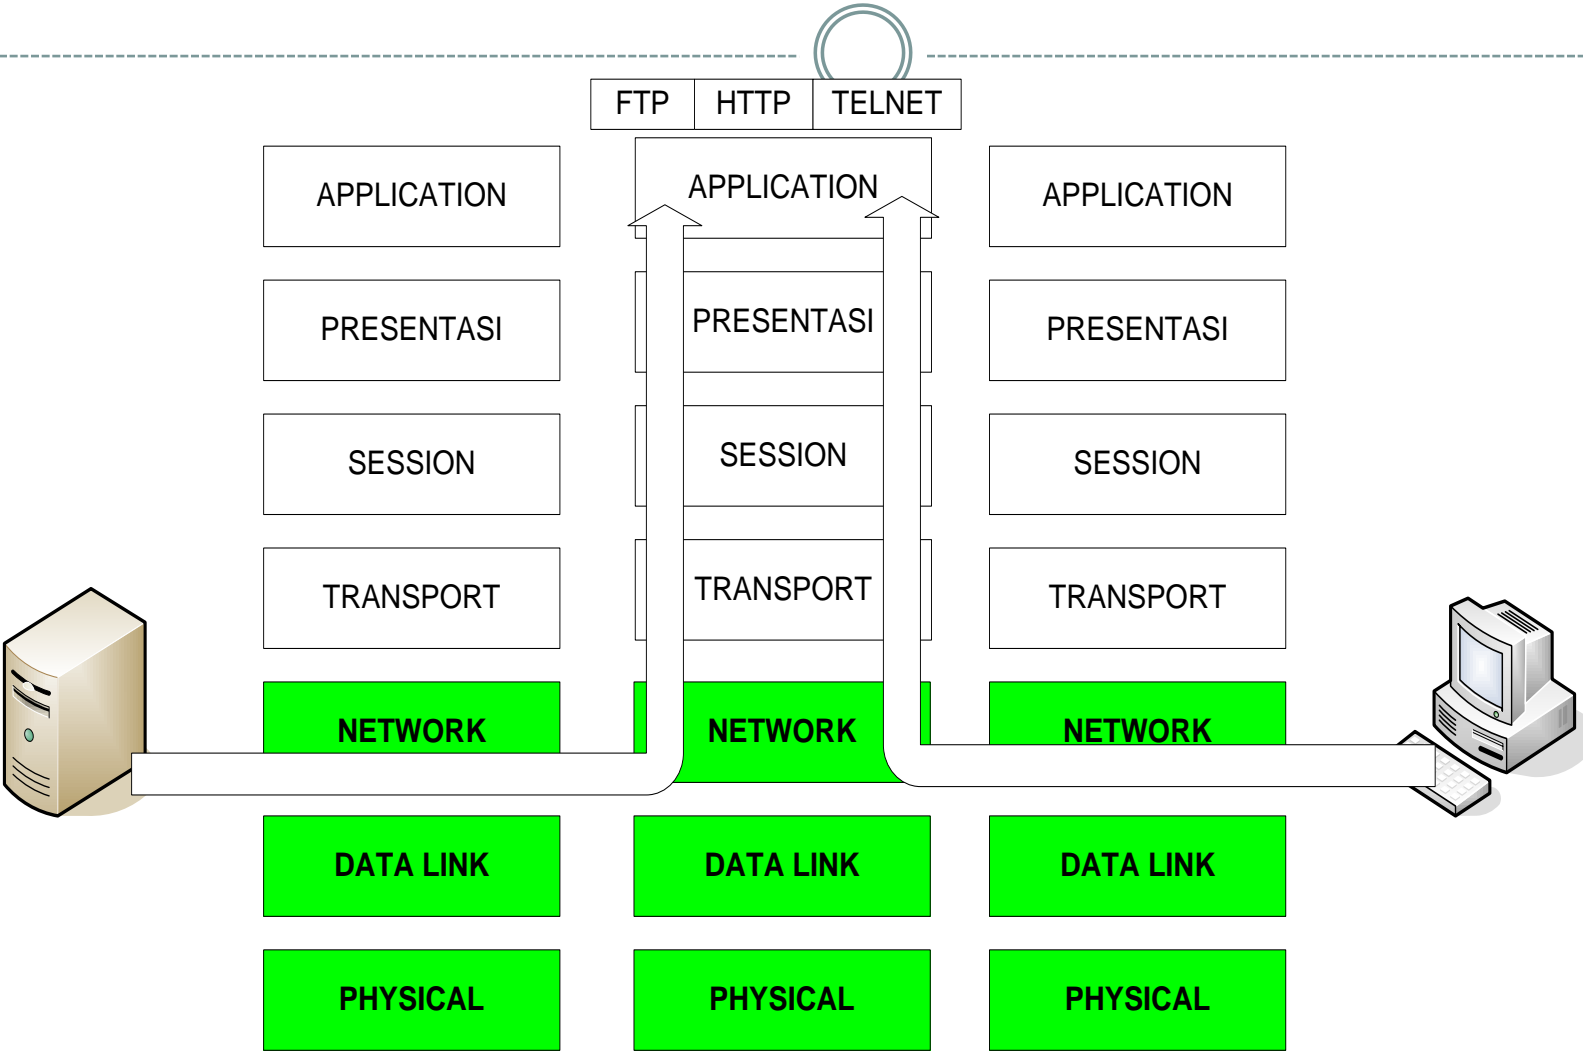 FTP HTTP TELNET
APPLICATION APPLICATION APPLICATION
PRESENTASI PRESENTASI PRESENTASI
SESSION SESSION SESSION
TRANSPORT TRANSPORT TRANSPORT
NETWORK NETWORK NETWORK
DATA LINK DATA LINK DATA LINK
PHYSICAL PHYSICAL PHYSICAL